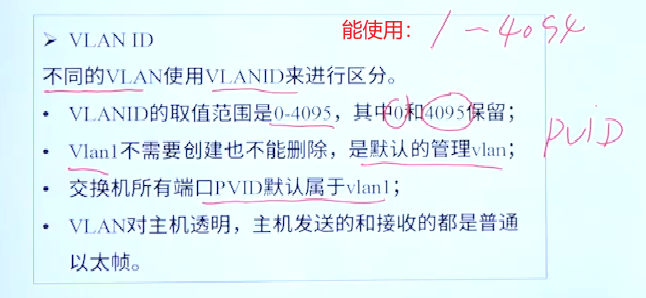 能使用：1-4094
➤ VLAN ID
不同的VLAN使用VLANID来进行区分。
• VLANID的取值范围是0-4095，其中0和4095保留；
• Vlan1不需要创建也不能删除，是默认的管理vlan；
• 交换机所有端口PVID默认属于vlan1；
• VLAN对主机透明，主机发送的和接收的都是普通
以太帧。
PVID